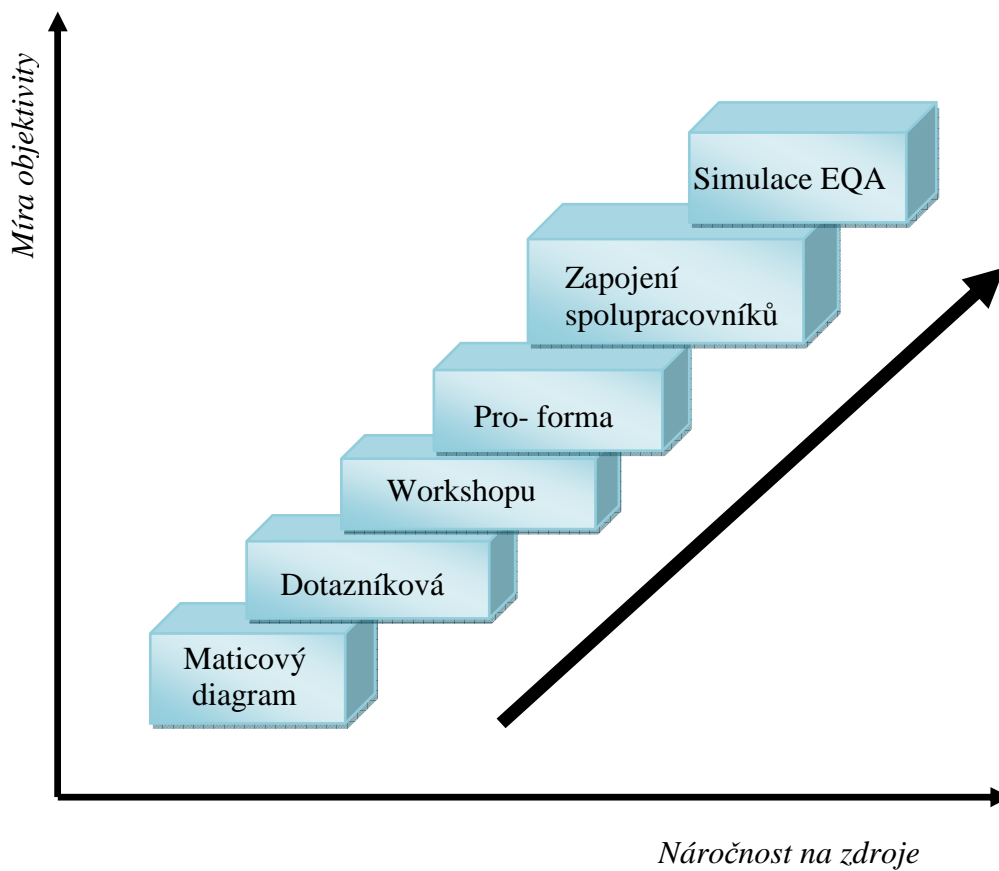 Míra objektivity
Simulace EQA
Zapojení
spolupracovníků
Pro- forma
Workshopu
Dotazníková
Maticový
diagram
Náročnost na zdroje